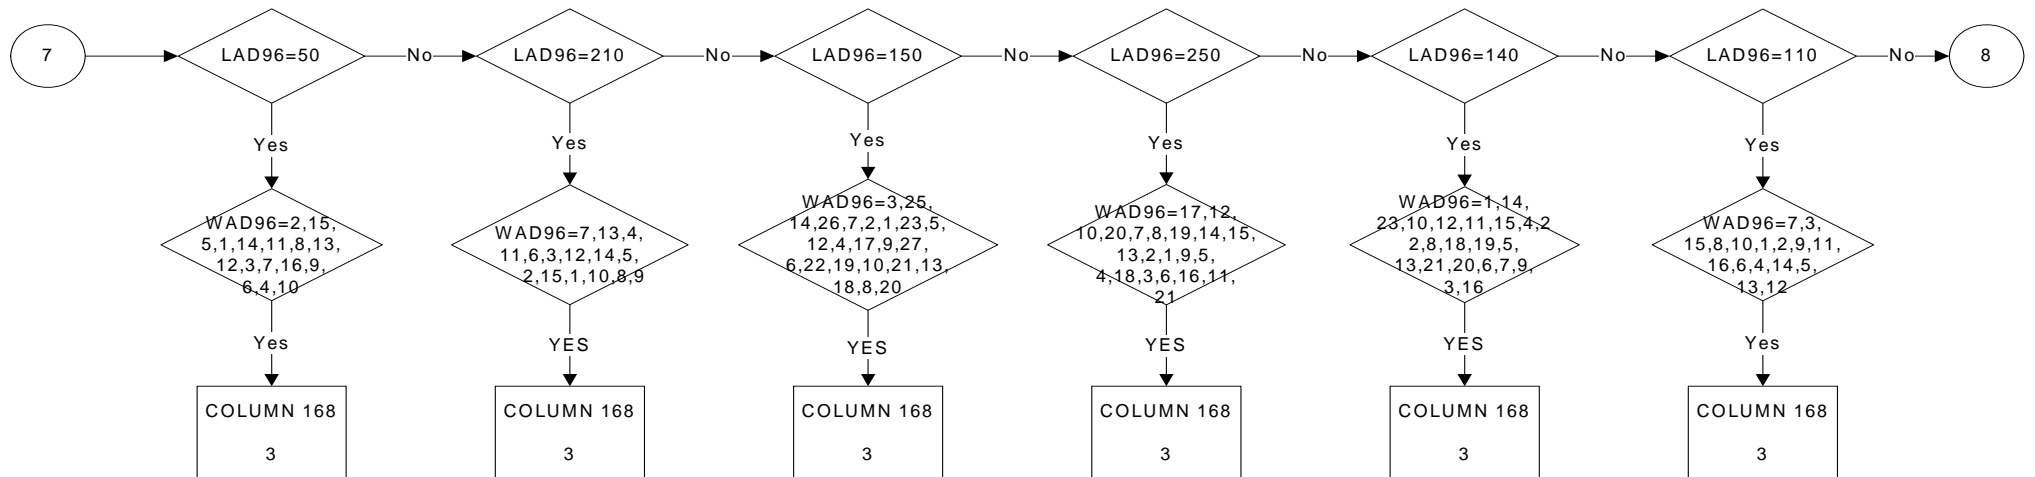 7
LAD96=50
No
LAD96=210
No
LAD96=150
No
LAD96=250
No
LAD96=140
No
LAD96=110
No
8
Yes
Yes
Yes
Yes
Yes
Yes
WAD96=2,15,
5,1,14,11,8,13,
12,3,7,16,9,
6,4,10
WAD96=7,13,4,
11,6,3,12,14,5,
2,15,1,10,8,9
WAD96=3,25,
14,26,7,2,1,23,5,
12,4,17,9,27,
6,22,19,10,21,13,
18,8,20
WAD96=17,12,
10,20,7,8,19,14,15,
13,2,1,9,5,
4,18,3,6,16,11,
21
WAD96=1,14,
23,10,12,11,15,4,2
2,8,18,19,5,
13,21,20,6,7,9,
3,16
WAD96=7,3,
15,8,10,1,2,9,11,
16,6,4,14,5,
13,12
Yes
YES
YES
YES
YES
Yes
COLUMN 168
3
COLUMN 168
3
COLUMN 168
3
COLUMN 168
3
COLUMN 168
3
COLUMN 168
3